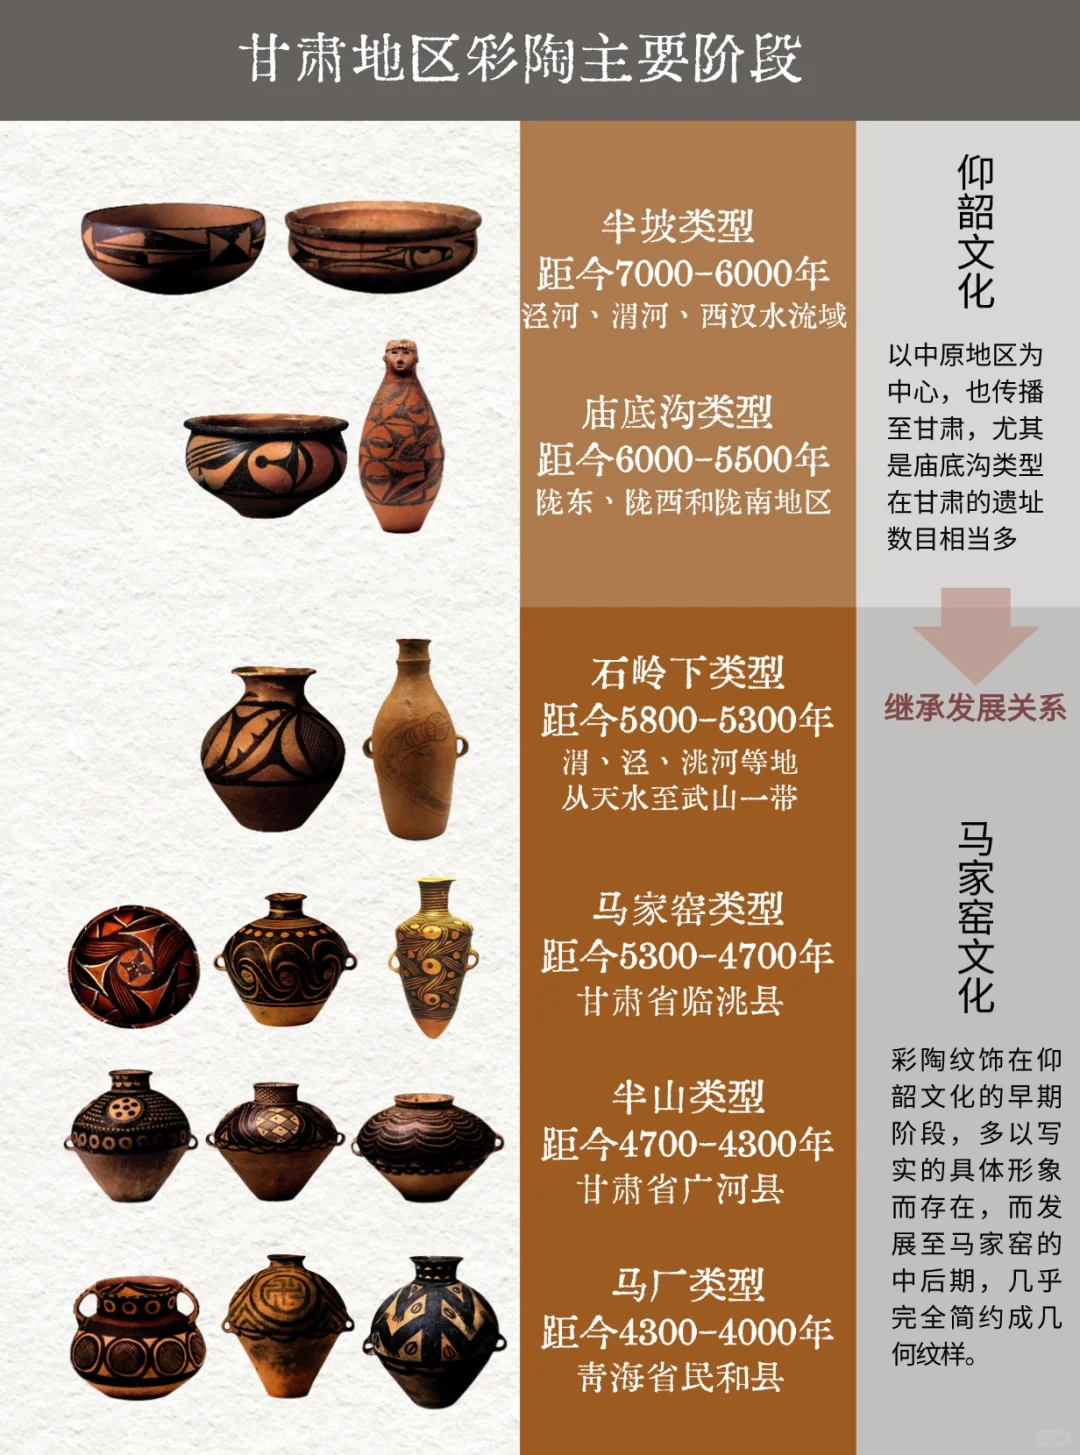 甘肃地区彩陶主要阶段
半坡类型
距今7000-6000年
泾河、渭河、西汉水流域
庙底沟类型
距今6000-5500年
陇东、陇西和陇南地区
仰韶文化
以中原地区为
中心，也传播
至甘肃，尤其
是庙底沟类型
在甘肃的遗址
数目相当多
继承发展关系
石岭下类型
距今5800-5300年
渭、泾、洮河等地
从天水至武山一带
马家窑类型
距今5300-4700年
甘肃省临洮县
半山类型
距今4700-4300年
甘肃省广河县
马厂类型
距今4300-4000年
青海省民和县
马家窑文化
彩陶纹饰在仰
韶文化的早期
阶段，多以写
实的具体形象
而存在，而发
展至马家窑的
中后期，几乎
完全简约成几
何纹样。